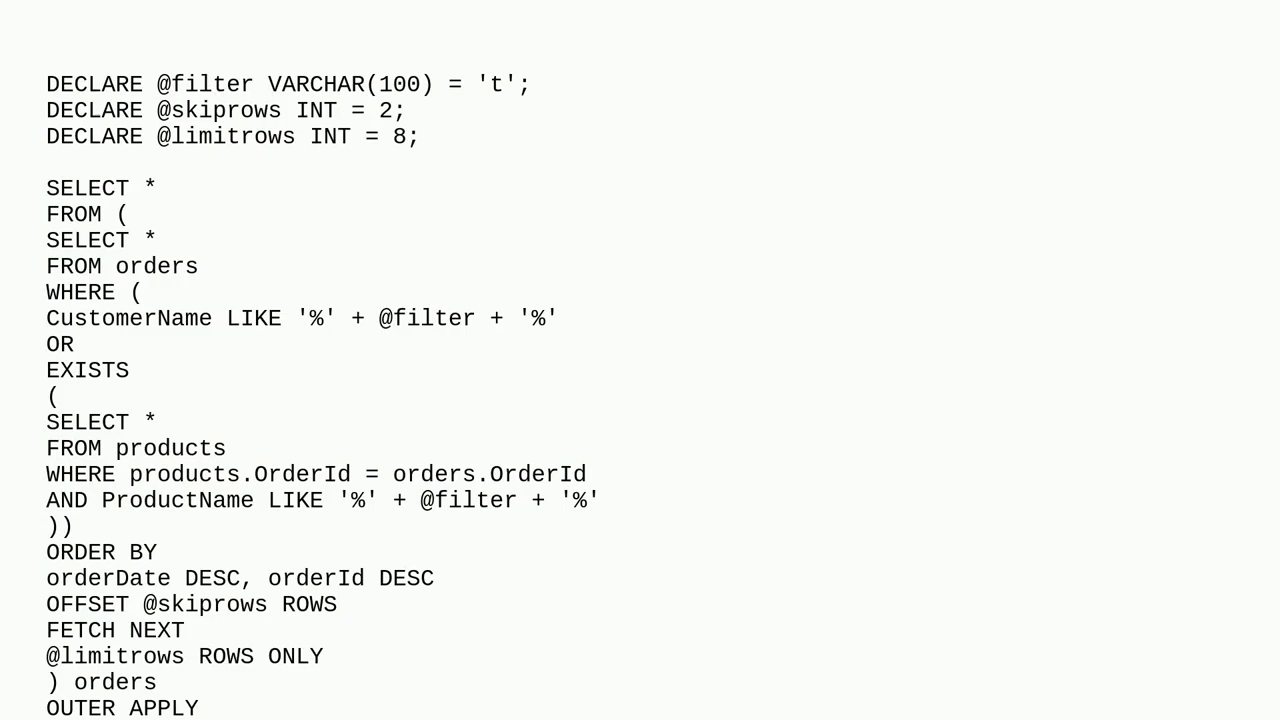 DECLARE @filter VARCHAR(100) = 't';
DECLARE @skiprows INT = 2;
DECLARE @limitrows INT = 8;
SELECT *
FROM (
SELECT *
FROM orders
WHERE (
CustomerName LIKE '%' + @filter + '%'
OR
EXISTS
(
SELECT *
FROM products
WHERE products.OrderId = orders.OrderId
AND ProductName LIKE '%' + @filter + '%'
))
ORDER BY
orderDate DESC, orderId DESC
OFFSET @skiprows ROWS
FETCH NEXT
@limitrows ROWS ONLY
) orders
OUTER APPLY